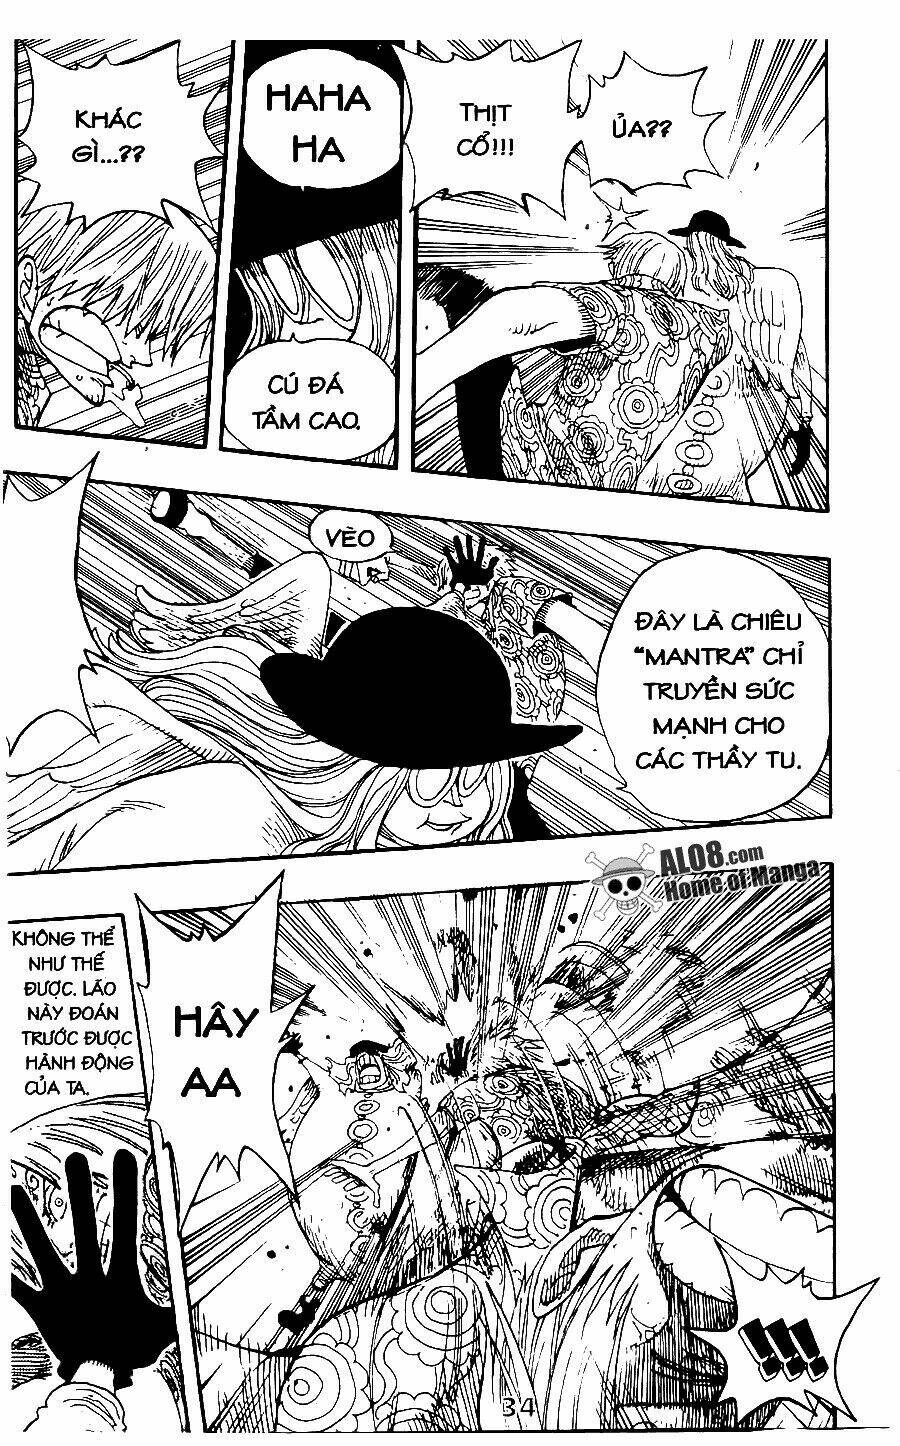 ỦA??
THỊT
CỔ!!!
HAHA
HA
CÚ ĐÁ
TẦM CAO.
KHÁC
GÌ...??
ĐÂY LÀ CHIÊU
“MANTRA” CHỈ
TRUYỀN SỨC
MẠNH CHO
CÁC THẦY TU.
VÈO
AL08.com
Home of Manga
HÂY
AA
!!!
KHÔNG THỂ
NHƯ THẾ
ĐƯỢC. LÃO
NÀY ĐOÁN
TRƯỚC ĐƯỢC
HÀNH ĐỘNG
CỦA TA.
34